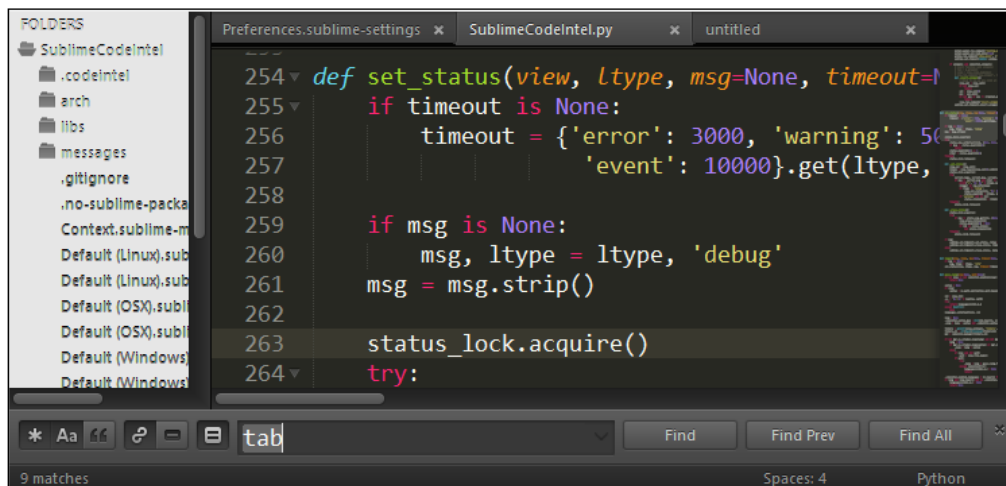 FOLDERS
SublimeCodeIntel
.codeintel
arch
libs
messages
.gitignore
.no-sublime-packa
Context.sublime-m
Default (Linux).sub
Default (Linux).sub
Default (OSX).subli
Default (OSX).subli
Default (Windows)
Default (Windows)
Preferences.sublime-settings × SublimeCodeIntel.py × untitled ×
254 def set_status(view, ltype, msg=None, timeout=N
255 if timeout is None:
256 timeout = {'error': 3000, 'warning': 50
257 'event': 10000}.get(ltype,
258
259 if msg is None:
260 msg, ltype = ltype, 'debug'
261 msg = msg.strip()
262
263 status_lock.acquire()
264 try:
* Aa “ tab Find Find Prev Find All ×
9 matches Spaces: 4 Python